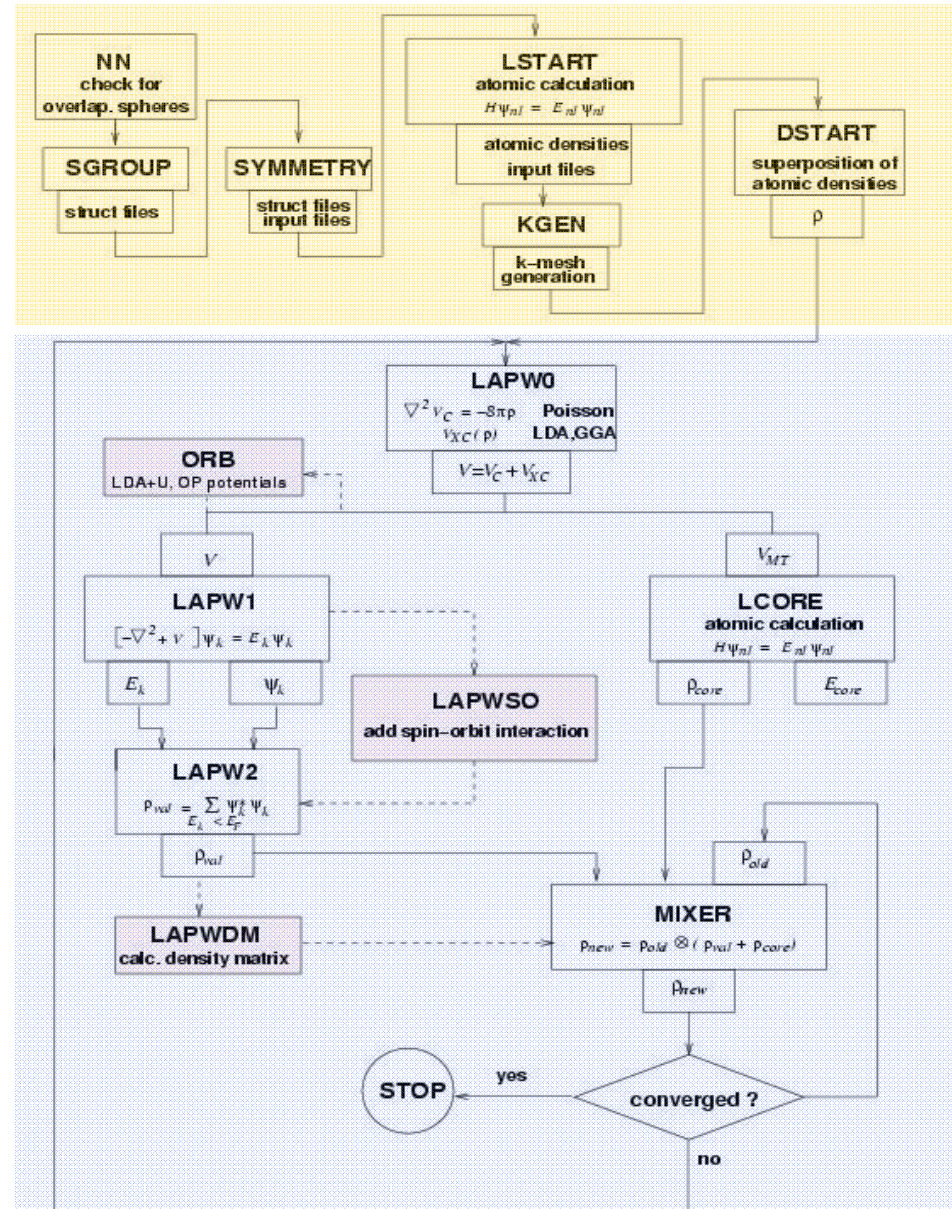 NN
check for
overlap. spheres
SGROUP
struct files
SYMMETRY
struct files
input files
LSTART
atomic calculation
Hψnl = Enl ψnl
atomic densities
input files
KGEN
k-mesh
generation
DSTART
superposition of
atomic densities
ρ
LAPW0
▽²VC = -8πρ Poisson
VXC(ρ) LDA,GGA
V=VC+VXC
ORB
LDA+U, OP potentials
V
LAPW1
[-▽²+V]ψk = Ek ψk
Ek
ψk
VMT
LCORE
atomic calculation
Hψnl = Enl ψnl
ρcore
Ecore
LAPWSO
add spin-orbit interaction
LAPW2
ρval = Σ ψ*k ψk
Ek < EF
ρval
LAPWDM
calc. density matrix
ρold
MIXER
ρnew = ρold ⊗ (ρval + ρcore)
ρnew
STOP
yes
converged ?
no